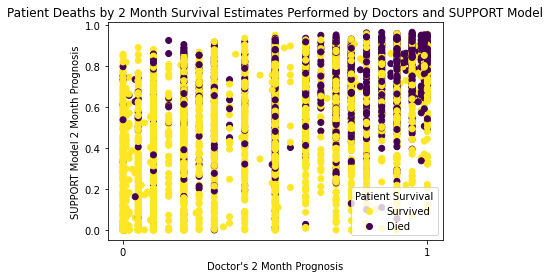 Patient Deaths by 2 Month Survival Estimates Performed by Doctors and SUPPORT Model
1.0
0.8
0.6
0.4
0.2
0.0
SUPPORT Model 2 Month Prognosis
Patient Survival
Survived
Died
0
1
Doctor's 2 Month Prognosis